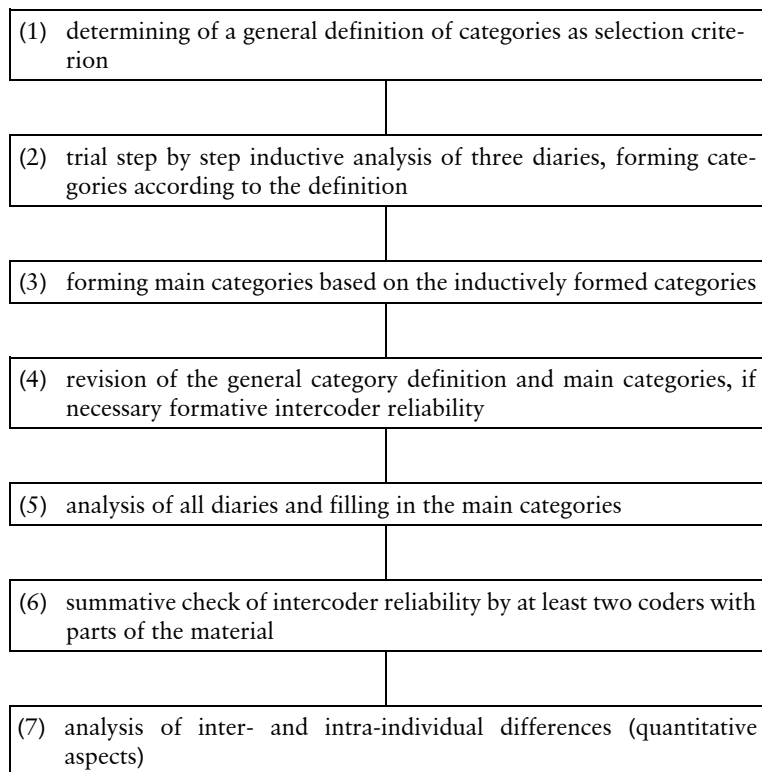 (1) determining of a general definition of categories as selection crite-
rion
(2) trial step by step inductive analysis of three diaries, forming cate-
gories according to the definition
(3) forming main categories based on the inductively formed categories
(4) revision of the general category definition and main categories, if
necessary formative intercoder reliability
(5) analysis of all diaries and filling in the main categories
(6) summative check of intercoder reliability by at least two coders with
parts of the material
(7) analysis of inter- and intra-individual differences (quantitative
aspects)